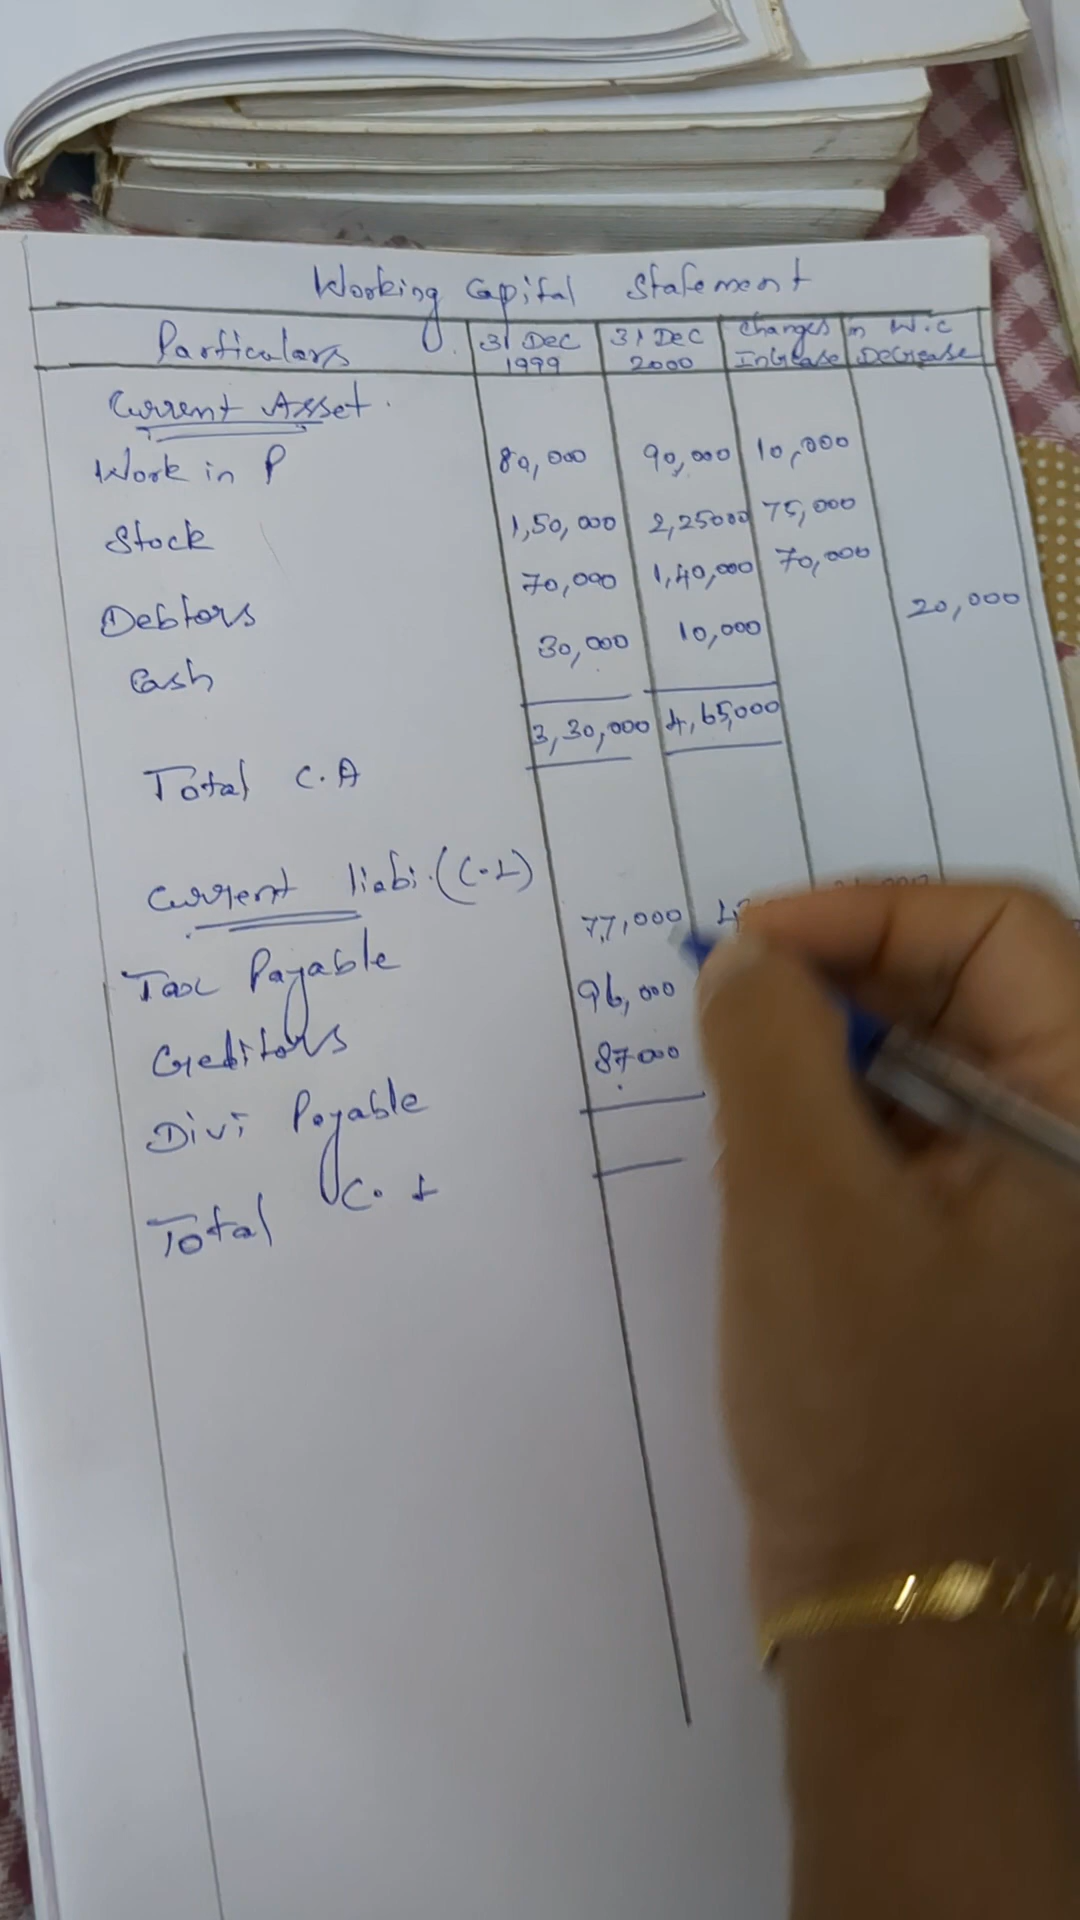 Working Capital Statement
Particulars 31 Dec 1999 31 Dec 2000 Changes in W.C Increase Decrease
Current Asset.
Work in P 80,000 90,000 10,000
Stock 1,50,000 2,25000 75,000
Debtors 70,000 1,40,000 70,000
Cash 30,000 10,000 20,000
Total C.A 3,30,000 4,65,000
Current liabi.(C.L)
Tax Payable 77,000
Creditors 96,000
Divi Payable 87000
Total C.L